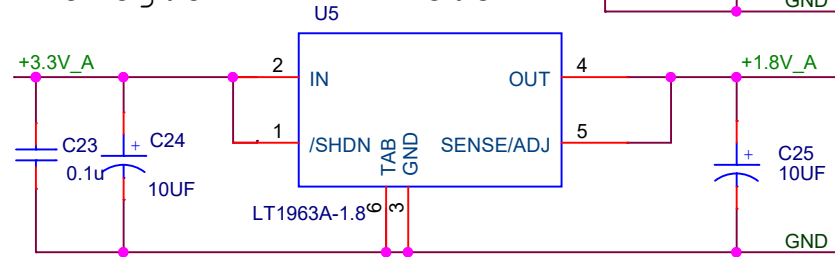 GND
U5
+3.3V_A
2
IN
OUT
4
+1.8V_A
1
/SHDN
TAB
GND
SENSE/ADJ
5
C23
0.1u
+
C24
10UF
+
C25
10UF
LT1963A-1.8
6
3
GND